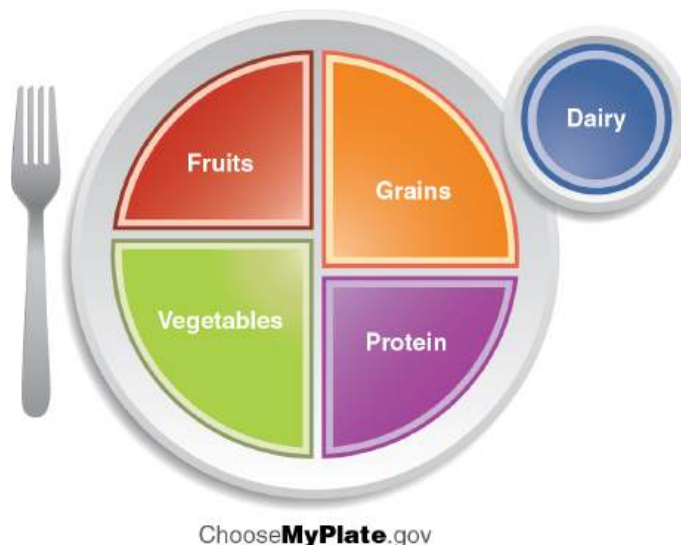 Dairy
Fruits
Grains
Vegetables
Protein
ChooseMyPlate.gov